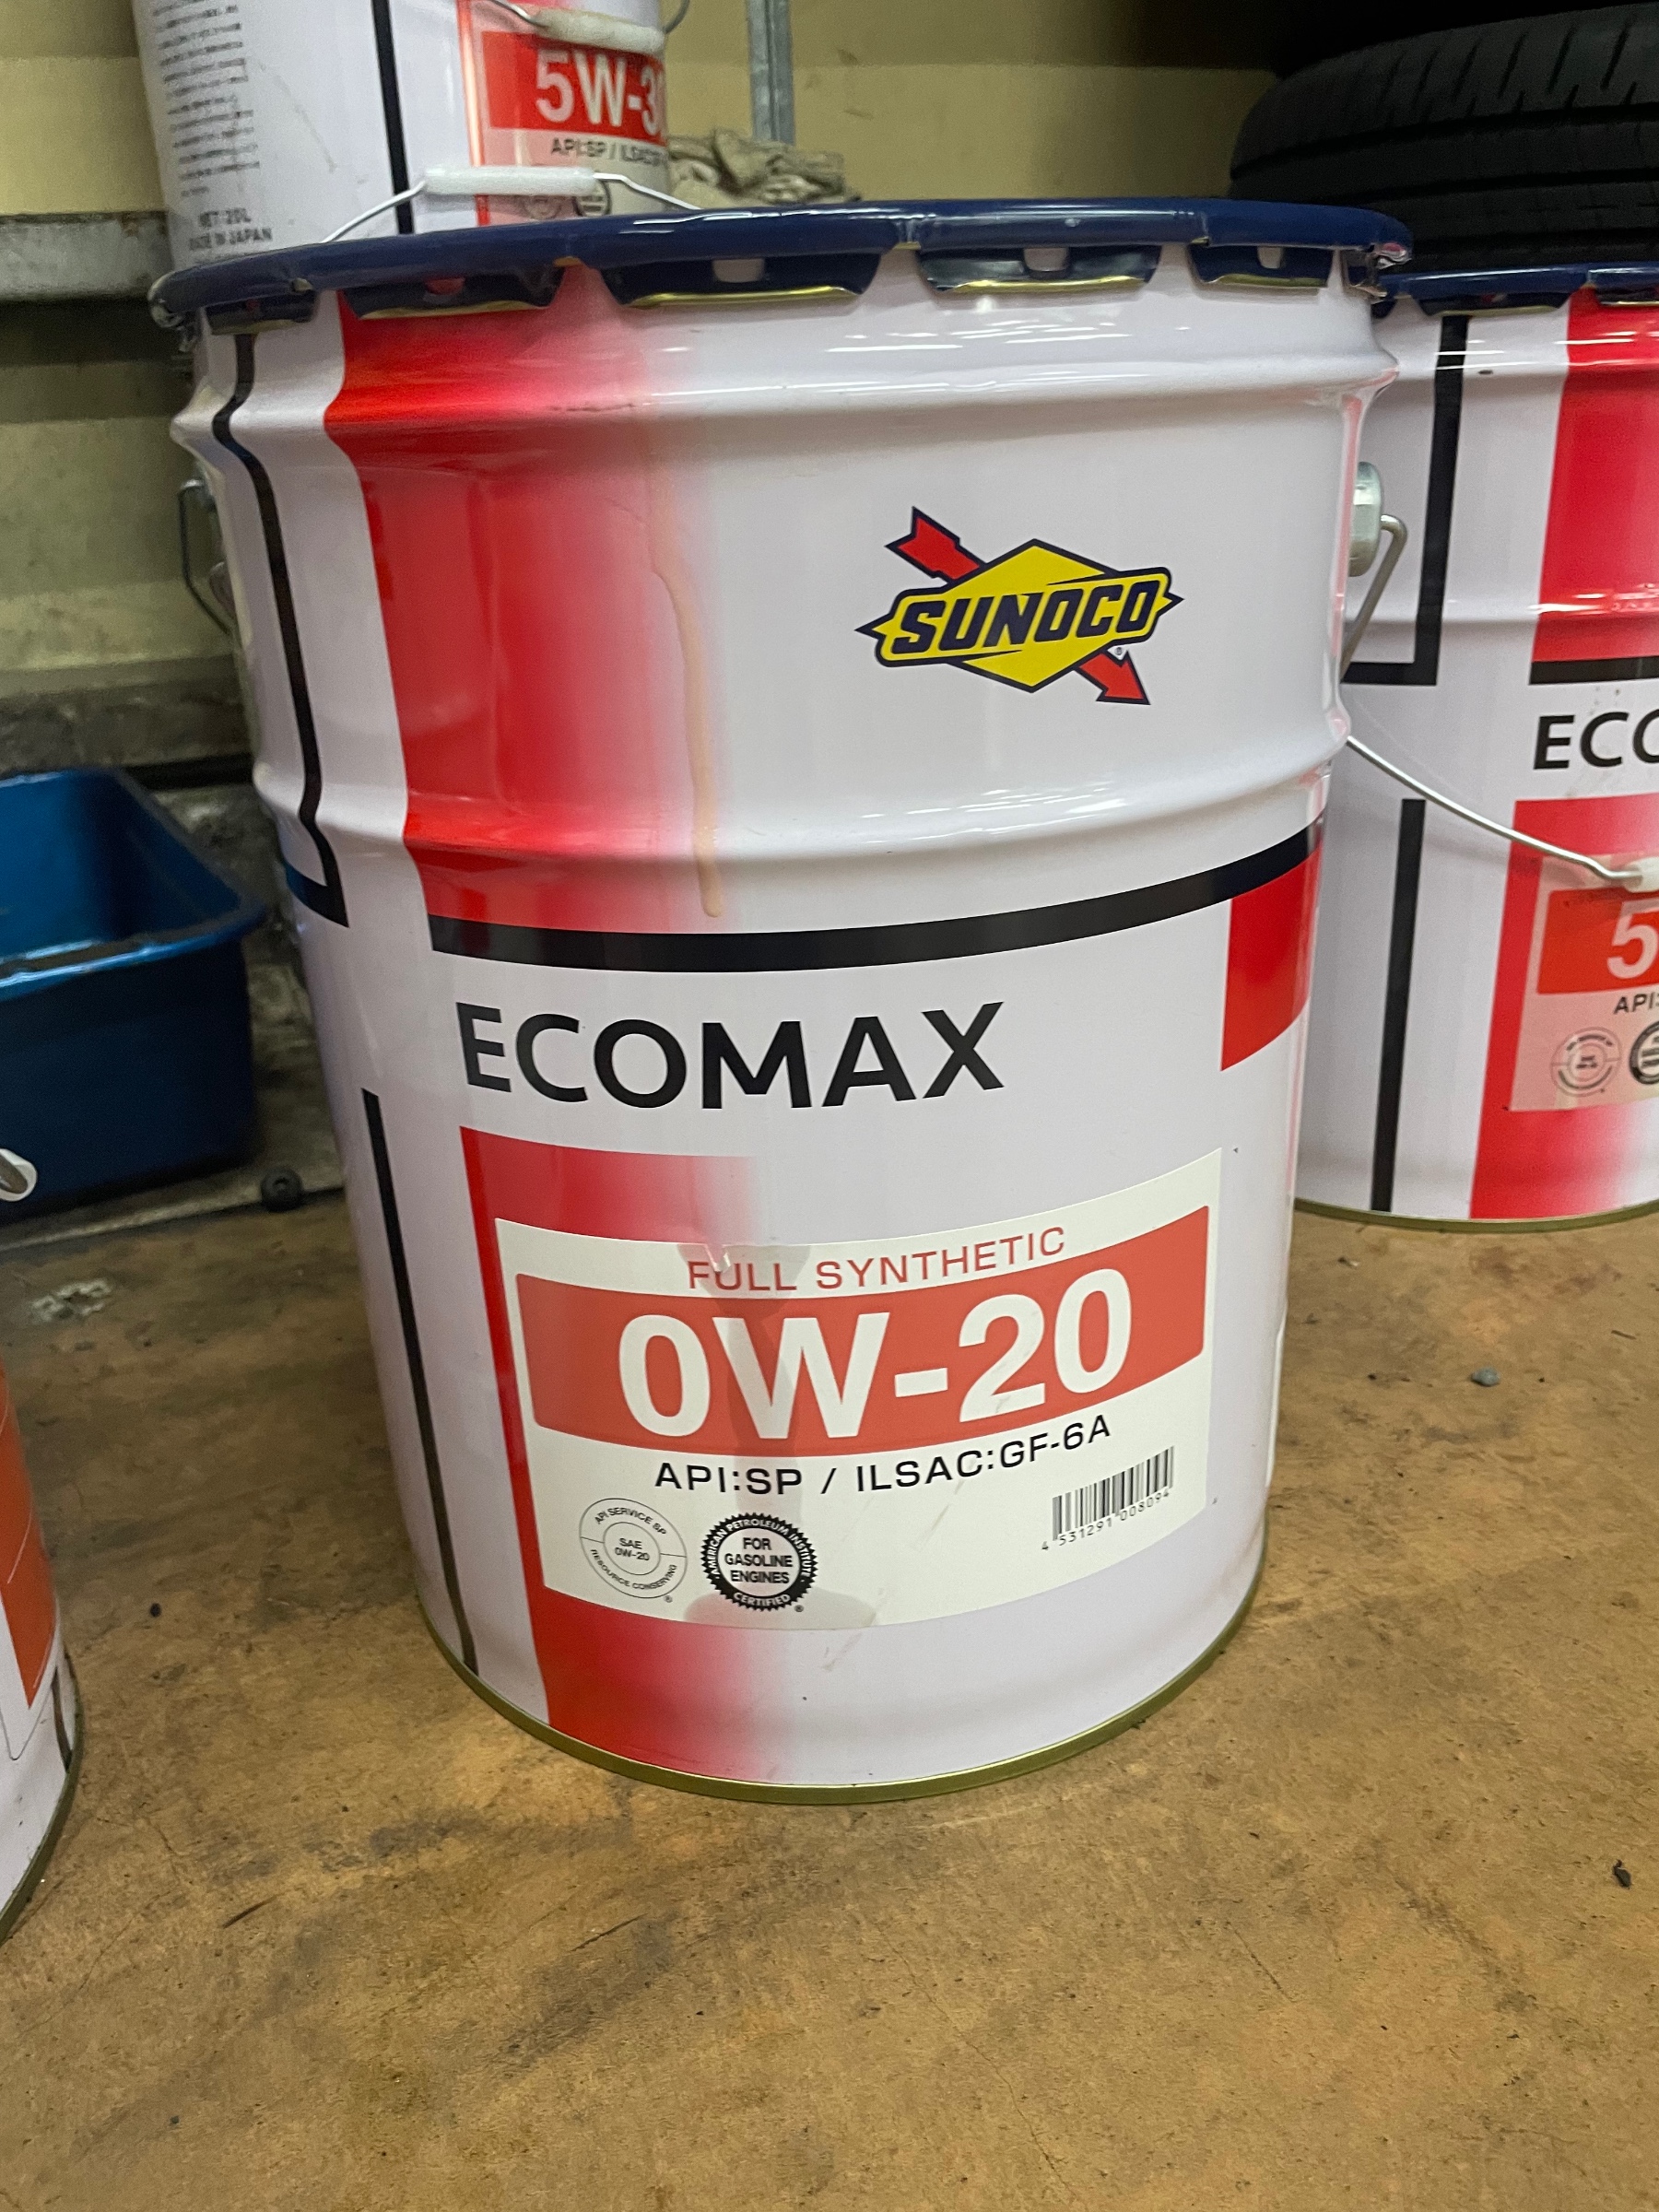 5W-3
API:SP / ILSAC
NET 20L
MADE IN JAPAN
SUNOCO
®
ECOMAX
FULL SYNTHETIC
0W-20
API:SP / ILSAC:GF-6A
API SERVICE SP
SAE
0W-20
RESOURCE CONSERVING
®
AMERICAN PETROLEUM INSTITUTE
FOR
GASOLINE
ENGINES
CERTIFIED
®
4 531291 008094
ECO
5
API: